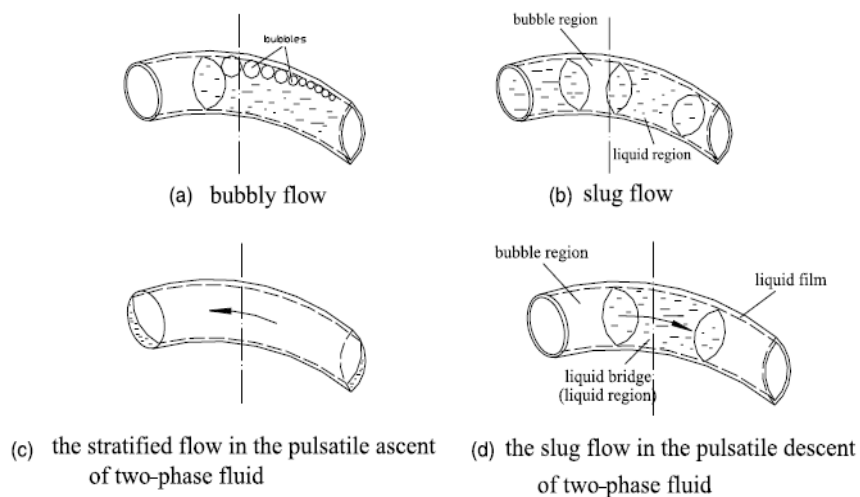 bubbles
(a) bubbly flow
bubble region
liquid region
(b) slug flow
(c) the stratified flow in the pulsatile ascent
of two-phase fluid
bubble region
liquid film
liquid bridge
(liquid region)
(d) the slug flow in the pulsatile descent
of two-phase fluid